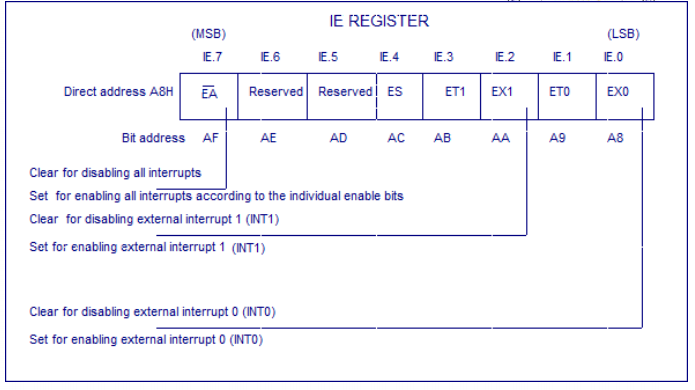 IE REGISTER
(MSB) (LSB)
IE.7 IE.6 IE.5 IE.4 IE.3 IE.2 IE.1 IE.0
Direct address A8H E̅A̅ Reserved Reserved ES ET1 EX1 ET0 EX0
Bit address AF AE AD AC AB AA A9 A8
Clear for disabling all interrupts
Set for enabling all interrupts according to the individual enable bits
Clear for disabling external interrupt 1 (INT1)
Set for enabling external interrupt 1 (INT1)
Clear for disabling external interrupt 0 (INT0)
Set for enabling external interrupt 0 (INT0)